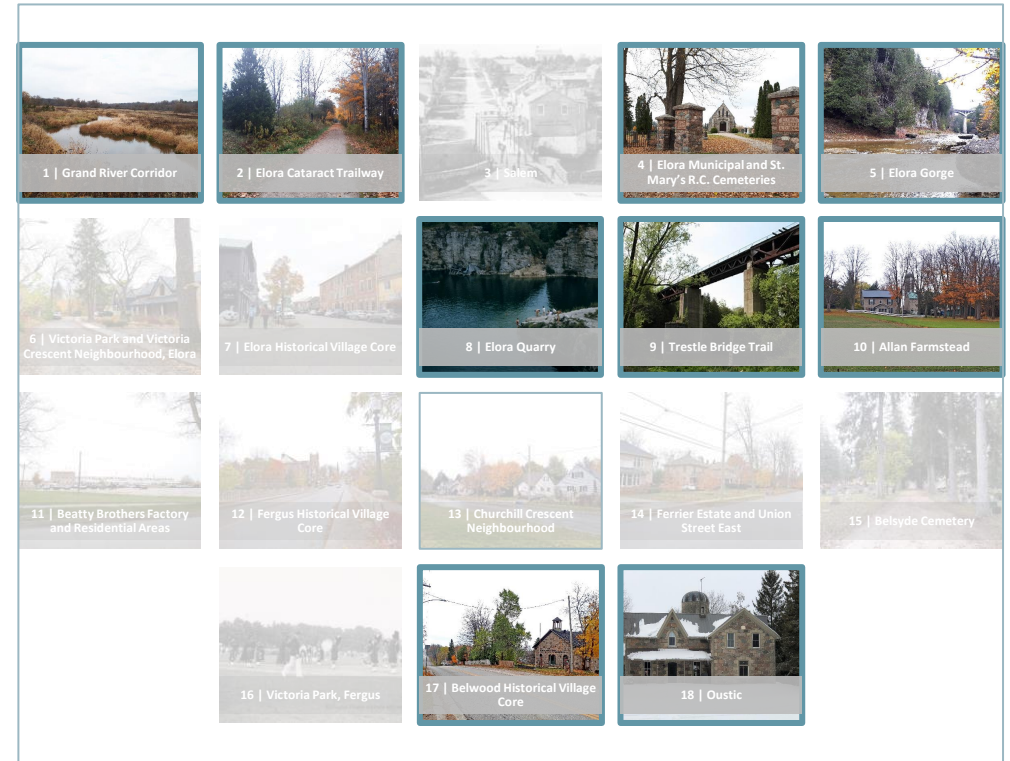 1 | Grand River Corridor
2 | Elora Cataract Trailway
3 | Salem
4 | Elora Municipal and St.
Mary's R.C. Cemeteries
5 | Elora Gorge
6 | Victoria Park and Victoria
Crescent Neighbourhood, Elora
7 | Elora Historical Village Core
8 | Elora Quarry
9 | Trestle Bridge Trail
10 | Allan Farmstead
11 | Beatty Brothers Factory
and Residential Areas
12 | Fergus Historical Village
Core
13 | Churchill Crescent
Neighbourhood
14 | Ferrier Estate and Union
Street East
15 | Belsyde Cemetery
16 | Victoria Park, Fergus
17 | Belwood Historical Village
Core
18 | Oustic